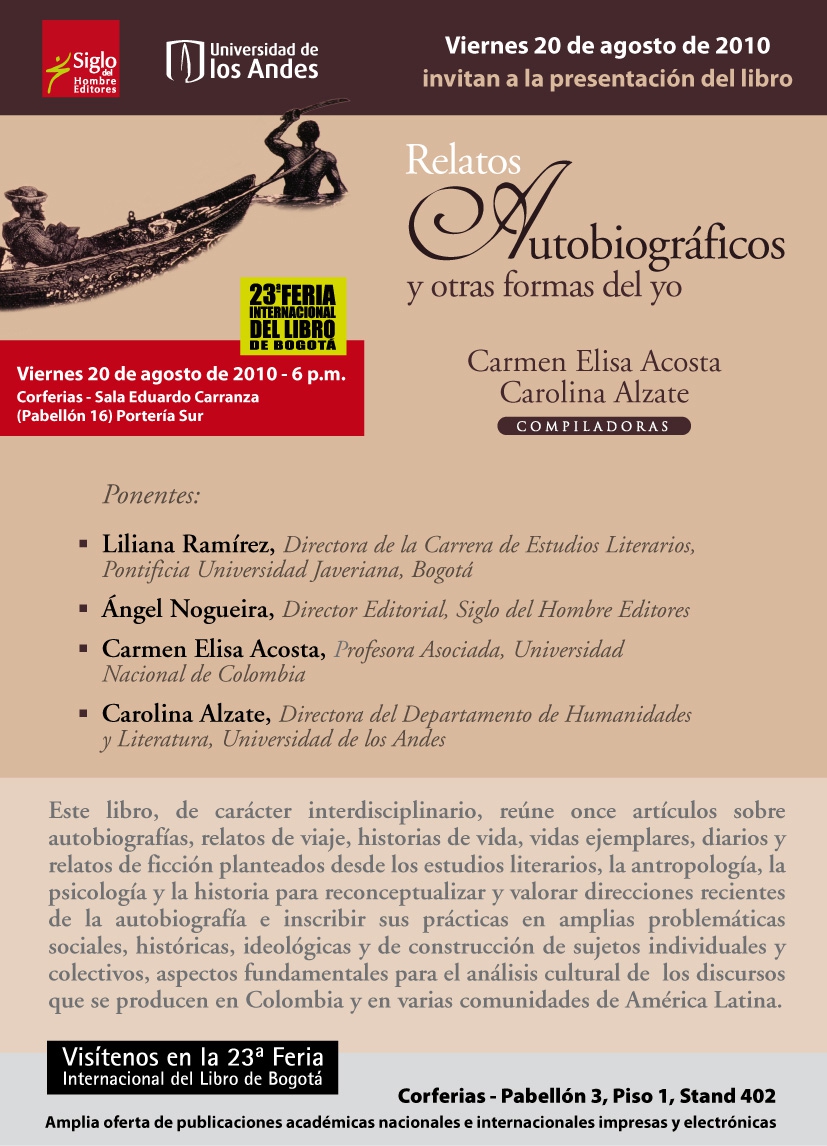 Siglo
del
Hombre
Editores
Universidad de
los Andes
Viernes 20 de agosto de 2010
invitan a la presentación del libro
Relatos
Autobiográficos
y otras formas del yo
23ª FERIA
INTERNACIONAL
DEL LIBRO
DE BOGOTÁ
Viernes 20 de agosto de 2010 - 6 p.m.
Corferias - Sala Eduardo Carranza
(Pabellón 16) Portería Sur
Carmen Elisa Acosta
Carolina Alzate
COMPILADORAS
Ponentes:
▪ Liliana Ramírez, Directora de la Carrera de Estudios Literarios,
Pontificia Universidad Javeriana, Bogotá
▪ Ángel Nogueira, Director Editorial, Siglo del Hombre Editores
▪ Carmen Elisa Acosta, Profesora Asociada, Universidad
Nacional de Colombia
▪ Carolina Alzate, Directora del Departamento de Humanidades
y Literatura, Universidad de los Andes
Este libro, de carácter interdisciplinario, reúne once artículos sobre
autobiografías, relatos de viaje, historias de vida, vidas ejemplares, diarios y
relatos de ficción planteados desde los estudios literarios, la antropología, la
psicología y la historia para reconceptualizar y valorar direcciones recientes
de la autobiografía e inscribir sus prácticas en amplias problemáticas
sociales, históricas, ideológicas y de construcción de sujetos individuales y
colectivos, aspectos fundamentales para el análisis cultural de los discursos
que se producen en Colombia y en varias comunidades de América Latina.
Visítenos en la 23ª Feria
Internacional del Libro de Bogotá
Corferias - Pabellón 3, Piso 1, Stand 402
Amplia oferta de publicaciones académicas nacionales e internacionales impresas y electrónicas